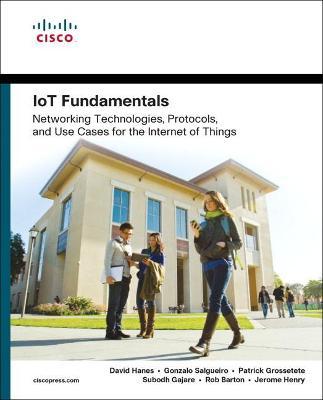 CISCO
IoT Fundamentals
Networking Technologies, Protocols,
and Use Cases for the Internet of Things
David Hanes • Gonzalo Salgueiro • Patrick Grossetete
ciscopress.com
Subodh Gajare • Rob Barton • Jerome Henry